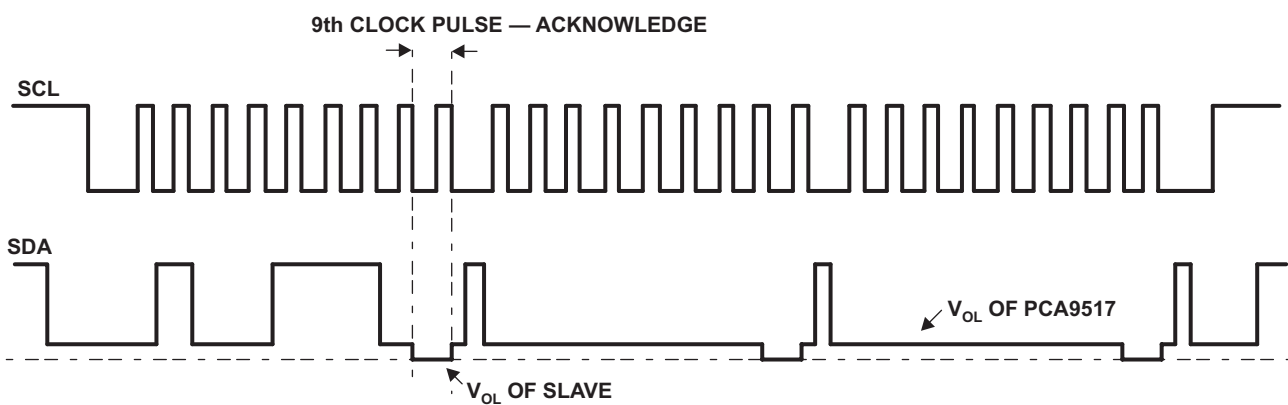 9th CLOCK PULSE — ACKNOWLEDGE
SCL
SDA
VOL OF PCA9517
VOL OF SLAVE